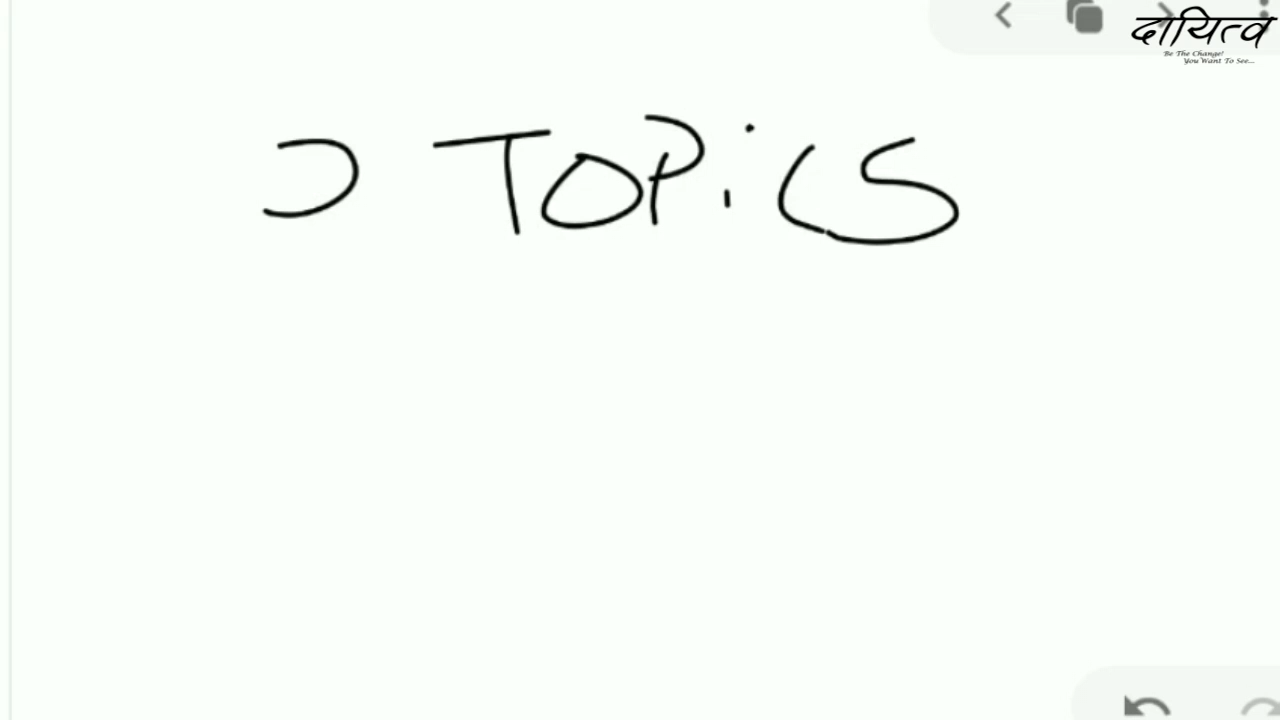 TOPiCS
दायित्व
Be The Change!
You Want To See...